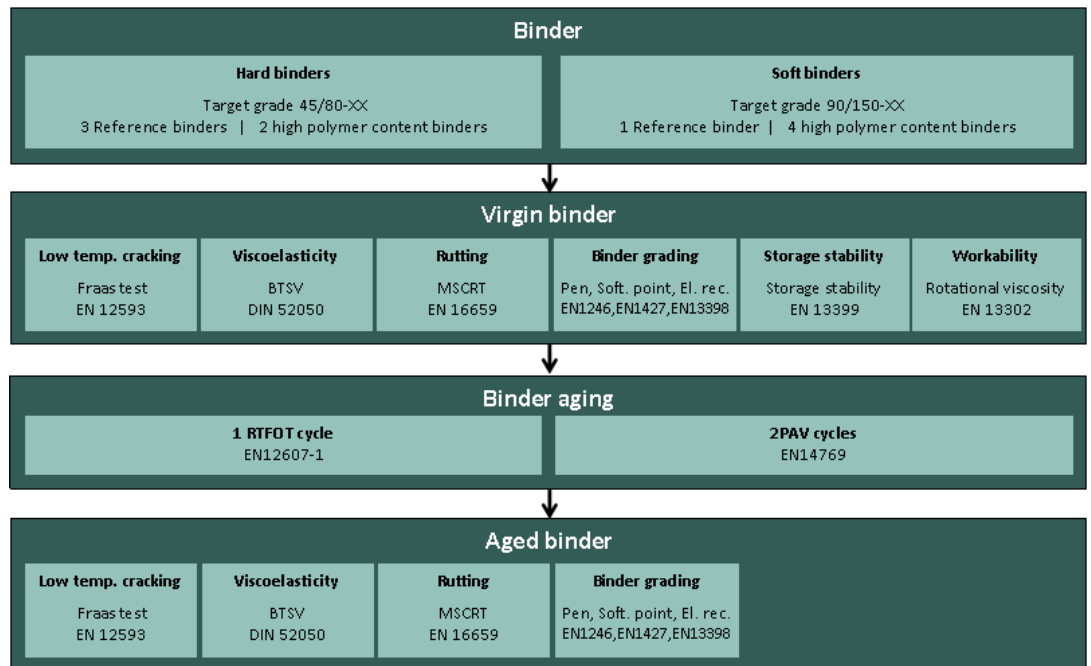 Binder
Hard binders
Target grade 45/80-XX
3 Reference binders | 2 high polymer content binders
Soft binders
Target grade 90/150-XX
1 Reference binder | 4 high polymer content binders
Virgin binder
Low temp. cracking
Fraas test
EN 12593
Viscoelasticity
BTSV
DIN 52050
Rutting
MSCRT
EN 16659
Binder grading
Pen, Soft. point, El. rec.
EN1246,EN1427,EN13398
Storage stability
Storage stability
EN 13399
Workability
Rotational viscosity
EN 13302
Binder aging
1 RTFOT cycle
EN12607-1
2PAV cycles
EN14769
Aged binder
Low temp. cracking
Fraas test
EN 12593
Viscoelasticity
BTSV
DIN 52050
Rutting
MSCRT
EN 16659
Binder grading
Pen, Soft. point, El. rec.
EN1246,EN1427,EN13398